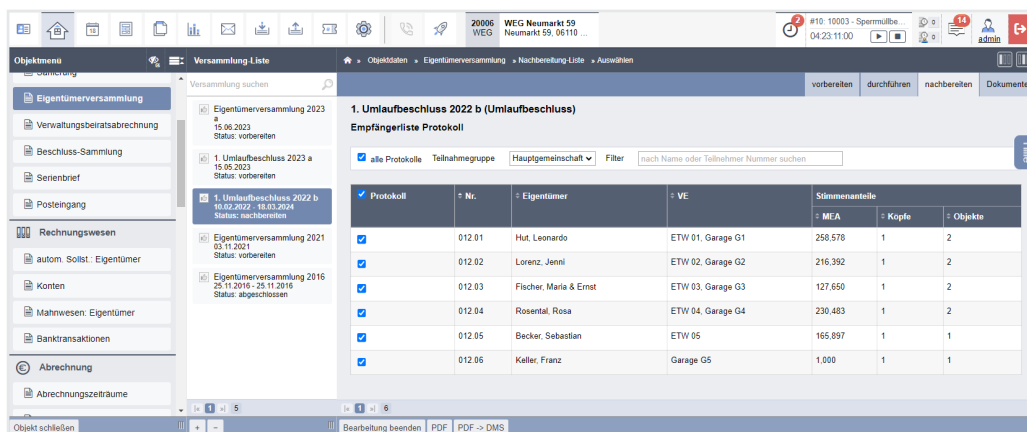 18
20006
WEG
WEG Neumarkt 59
Neumarkt 59, 06110 ...
2
#10: 10003 - Sperrmüllbe...
04:23:11:00
0
0
14
admin
Objektmenü
Sanierung
Eigentümerversammlung
Verwaltungsbeiratsabrechnung
Beschluss-Sammlung
Serienbrief
Posteingang
Rechnungswesen
autom. Sollst.: Eigentümer
Konten
Mahnwesen: Eigentümer
Banktransaktionen
Abrechnung
Abrechnungszeiträume
Objekt schließen
Versammlung-Liste
Versammlung suchen
Eigentümerversammlung 2023
a
15.06.2023
Status: vorbereiten
1. Umlaufbeschluss 2023 a
15.05.2023
Status: vorbereiten
1. Umlaufbeschluss 2022 b
10.02.2022 - 18.03.2024
Status: nachbereiten
Eigentümerversammlung 2021
03.11.2021
Status: vorbereiten
Eigentümerversammlung 2016
25.11.2016 - 25.11.2016
Status: abgeschlossen
1 5
+ -
» Objektdaten » Eigentümerversammlung » Nachbereitung-Liste » Auswählen
vorbereiten durchführen nachbereiten Dokumente
1. Umlaufbeschluss 2022 b (Umlaufbeschluss)
Empfängerliste Protokoll
alle Protokolle Teilnahmegruppe Hauptgemeinschaft Filter nach Name oder Teilnehmer Nummer suchen
Protokoll Nr. Eigentümer VE Stimmenanteile
MEA Köpfe Objekte
012.01 Hut, Leonardo ETW 01, Garage G1 258,578 1 2
012.02 Lorenz, Jenni ETW 02, Garage G2 216,392 1 2
012.03 Fischer, Maria & Ernst ETW 03, Garage G3 127,650 1 2
012.04 Rosental, Rosa ETW 04, Garage G4 230,483 1 2
012.05 Becker, Sebastian ETW 05 165,897 1 1
012.06 Keller, Franz Garage G5 1,000 1 1
1 6
Bearbeitung beenden PDF PDF -> DMS